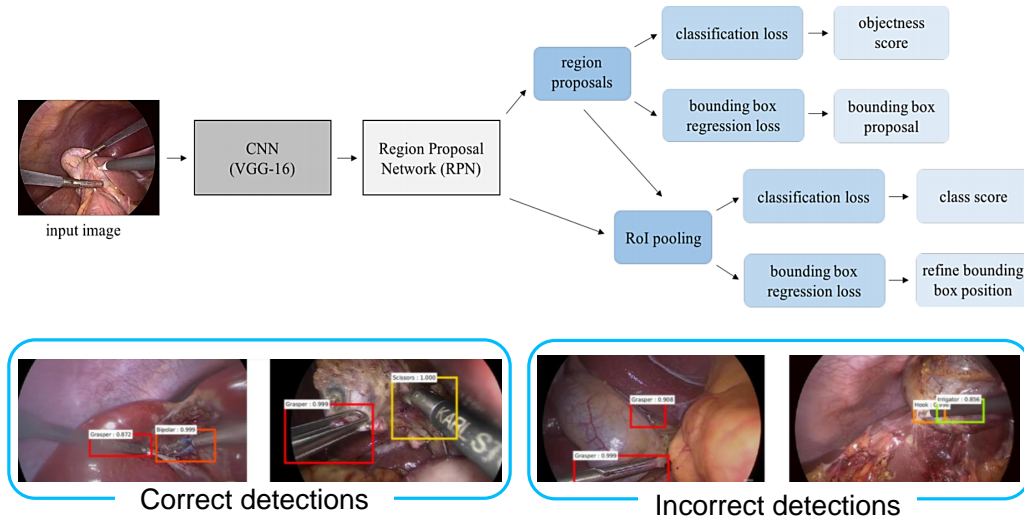 classification loss
objectness
score
region
proposals
bounding box
regression loss
bounding box
proposal
CNN
(VGG-16)
Region Proposal
Network (RPN)
input image
classification loss
class score
RoI pooling
bounding box
regression loss
refine bounding
box position
Grasper : 0.872
Bipolar : 0.999
Scissors : 1.000
Grasper : 0.999
KARL
Grasper : 0.908
Grasper : 0.999
Hook :
Irrigator : 0.856
Correct detections
Incorrect detections